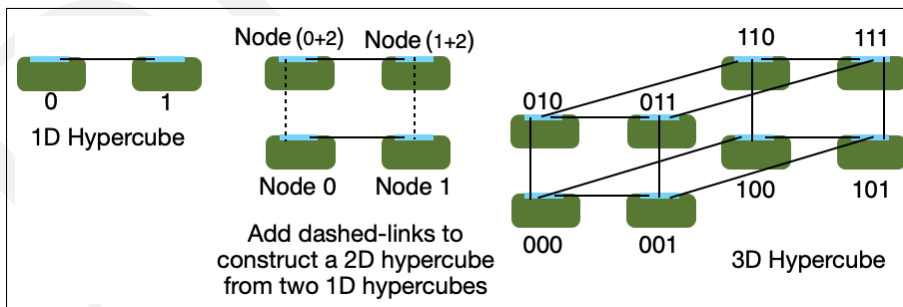 0 1
1D Hypercube
Node (0+2) Node (1+2)
Node 0 Node 1
Add dashed-links to
construct a 2D hypercube
from two 1D hypercubes
110 111
010 011
100 101
000 001
3D Hypercube